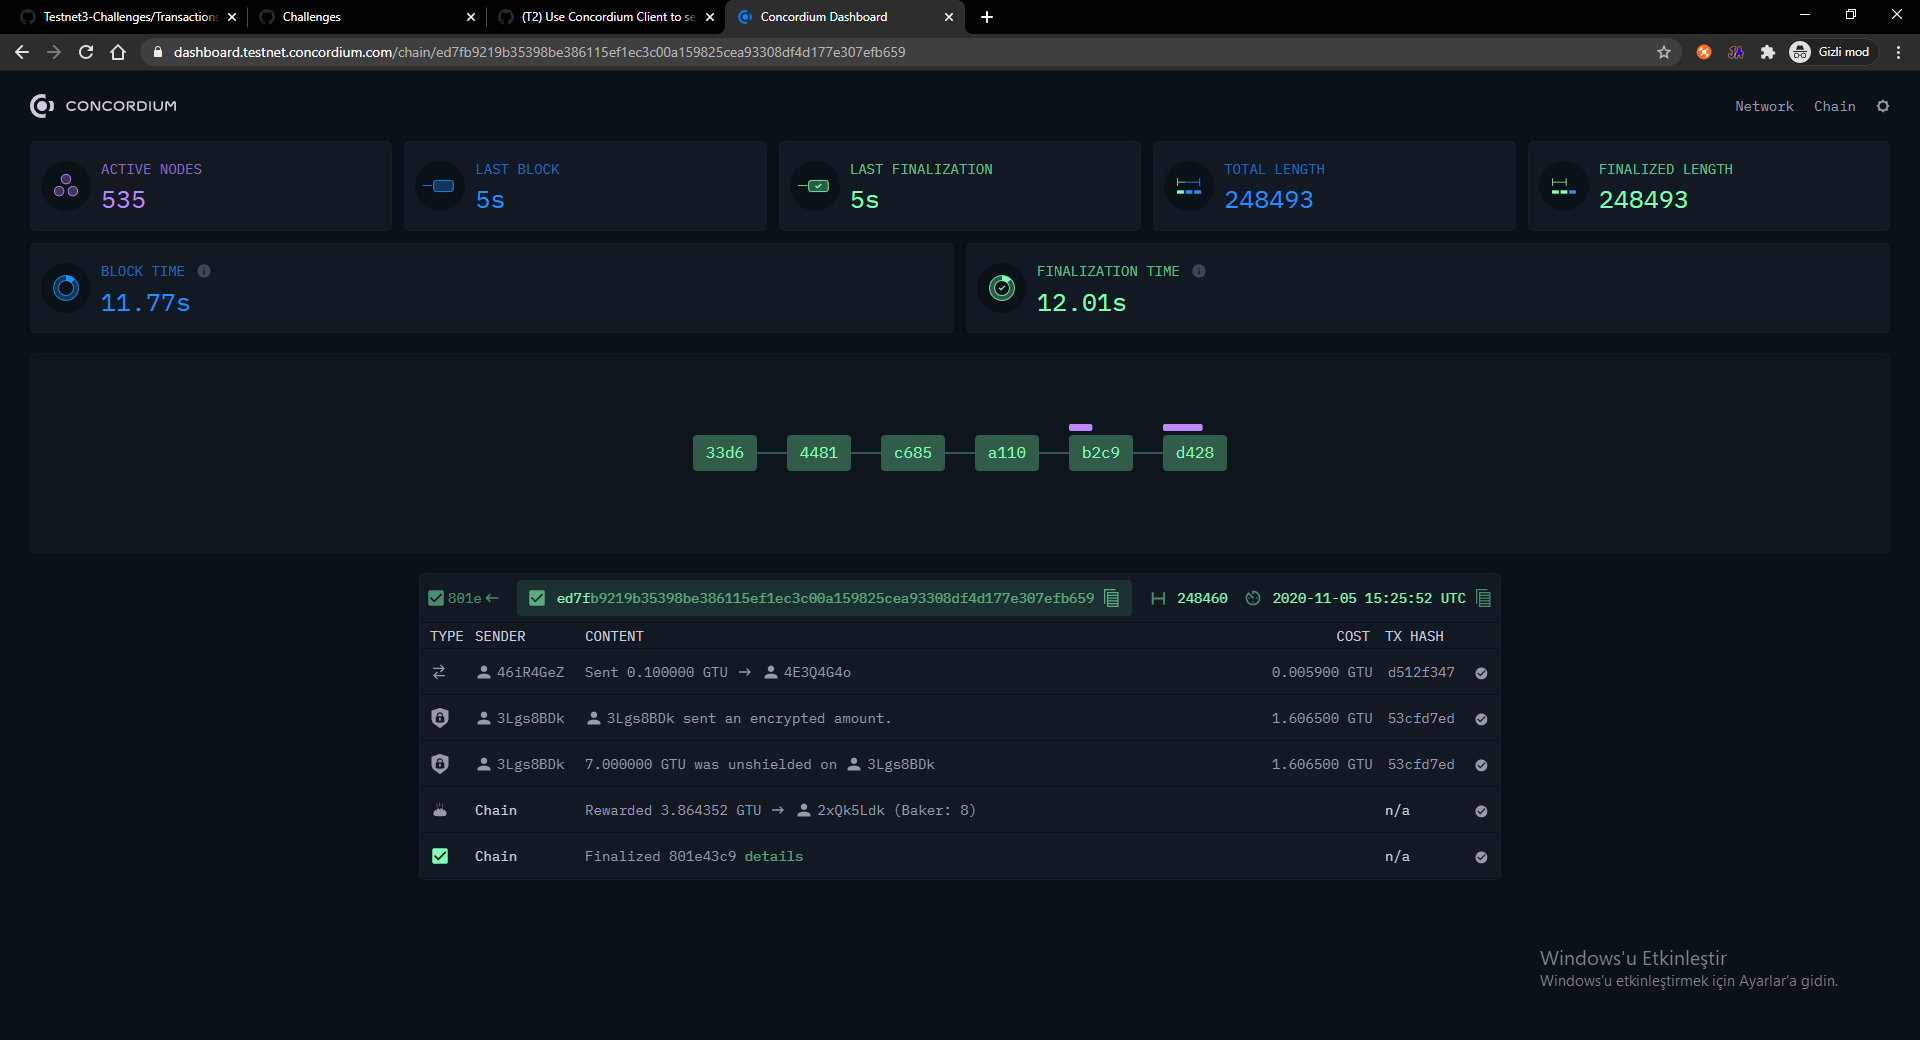 Testnet3-Challenges/Transactions
Challenges
(T2) Use Concordium Client to se
Concordium Dashboard
dashboard.testnet.concordium.com/chain/ed7fb9219b35398be386115ef1ec3c00a159825cea93308df4d177e307efb659
Gizli mod
CONCORDIUM
Network Chain
ACTIVE NODES
535
LAST BLOCK
5s
LAST FINALIZATION
5s
TOTAL LENGTH
248493
FINALIZED LENGTH
248493
BLOCK TIME
11.77s
FINALIZATION TIME
12.01s
33d6 4481 c685 a110 b2c9 d428
801e ← ed7fb9219b35398be386115ef1ec3c00a159825cea93308df4d177e307efb659 248460 2020-11-05 15:25:52 UTC
TYPE SENDER CONTENT COST TX HASH
46iR4GeZ Sent 0.100000 GTU → 4E3Q4G4o 0.005900 GTU d512f347
3Lgs8BDk 3Lgs8BDk sent an encrypted amount. 1.606500 GTU 53cfd7ed
3Lgs8BDk 7.000000 GTU was unshielded on 3Lgs8BDk 1.606500 GTU 53cfd7ed
Chain Rewarded 3.864352 GTU → 2xQk5Ldk (Baker: 8) n/a
Chain Finalized 801e43c9 details n/a
Windows'u Etkinleştir
Windows'u etkinleştirmek için Ayarlar'a gidin.